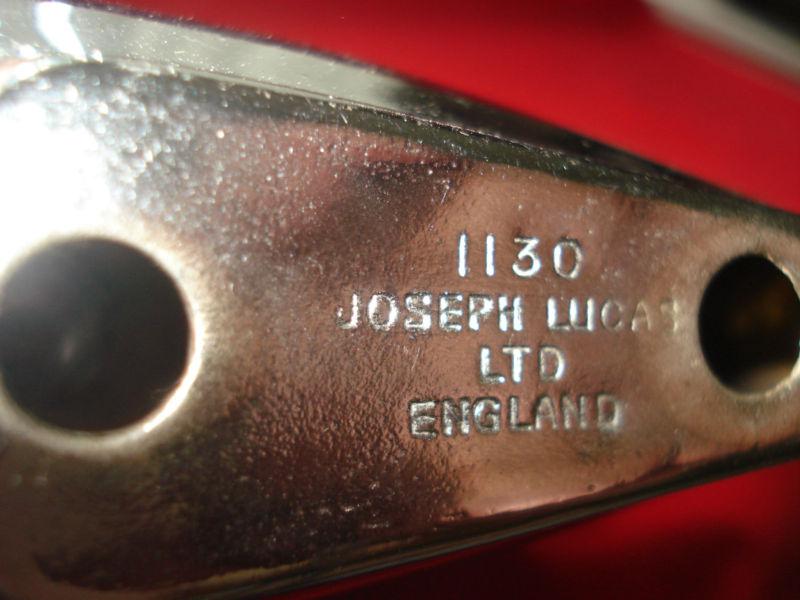 1130
JOSEPH LUCAS
LTD
ENGLAND